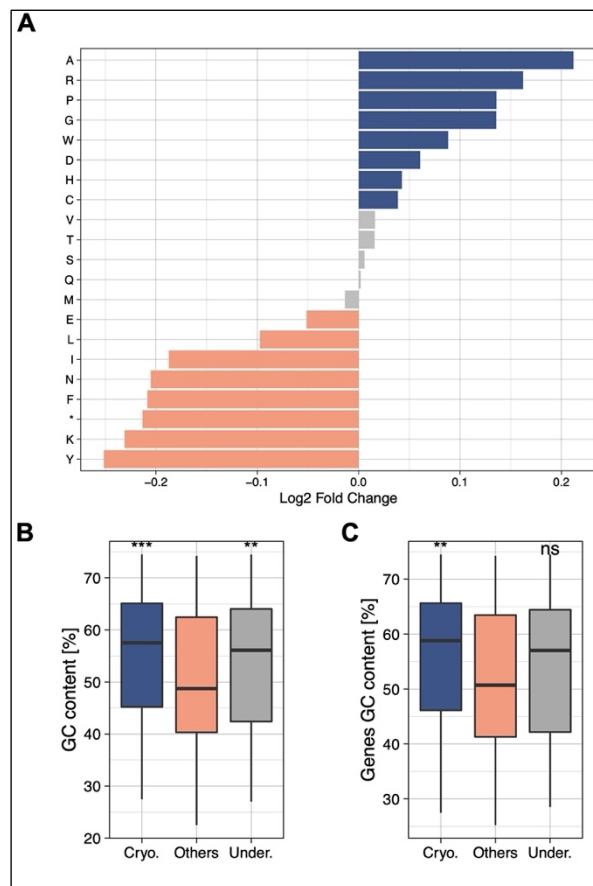 A
A
R
P
G
W
D
H
C
V
T
S
Q
M
E
L
I
N
F
*
K
Y
−0.2 −0.1 0.0 0.1 0.2
Log2 Fold Change
B
GC content [%]
70
60
50
40
30
20
*** **
Cryo. Others Under.
C
Genes GC content [%]
70
60
50
40
30
** ns
Cryo. Others Under.